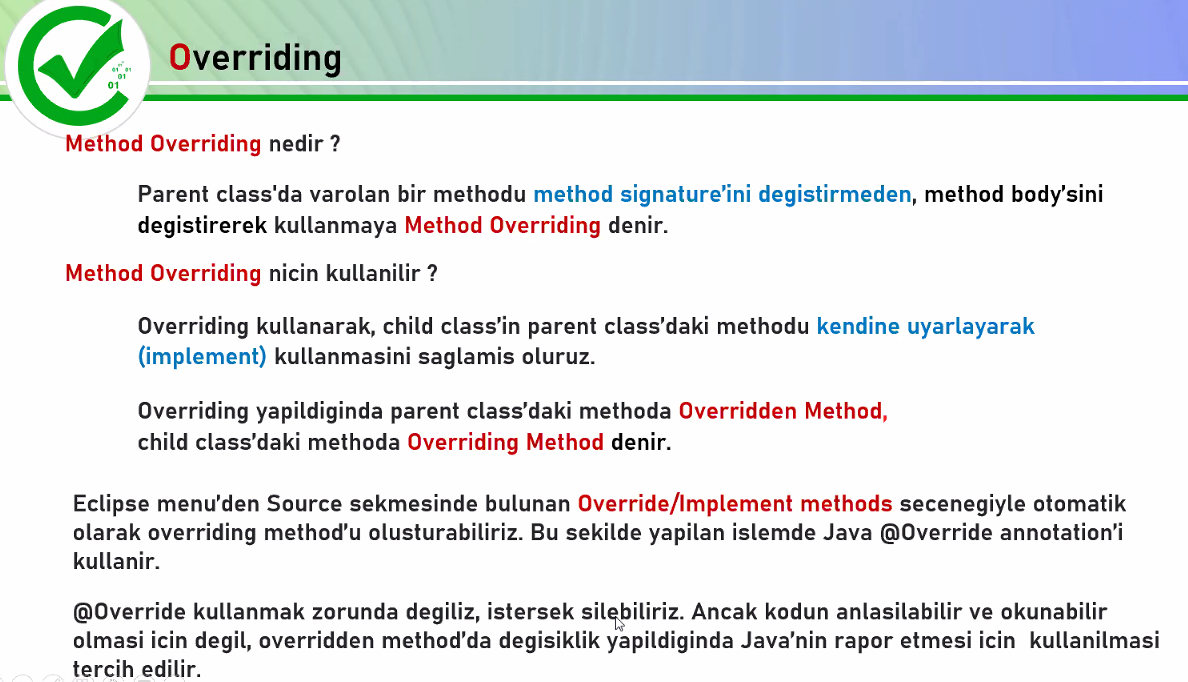 Overriding
01 01
01
01
Method Overriding nedir ?
Parent class'da varolan bir methodu method signature’ini degistirmeden, method body’sini
degistirerek kullanmaya Method Overriding denir.
Method Overriding nicin kullanilir ?
Overriding kullanarak, child class’in parent class’daki methodu kendine uyarlayarak
(implement) kullanmasini saglamis oluruz.
Overriding yapildiginda parent class’daki methoda Overridden Method,
child class’daki methoda Overriding Method denir.
Eclipse menu’den Source sekmesinde bulunan Override/Implement methods secenegiyle otomatik
olarak overriding method’u olusturabiliriz. Bu sekilde yapilan islemde Java @Override annotation’i
kullanir.
@Override kullanmak zorunda degiliz, istersek silebiliriz. Ancak kodun anlasilabilir ve okunabilir
olmasi icin degil, overridden method’da degisiklik yapildiginda Java’nin rapor etmesi icin  kullanilmasi
tercih edilir.